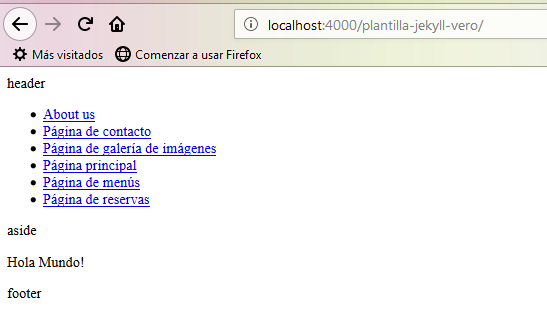 localhost:4000/plantilla-jekyll-vero/
Más visitados Comenzar a usar Firefox
header
About us
Página de contacto
Página de galería de imágenes
Página principal
Página de menús
Página de reservas
aside
Hola Mundo!
footer